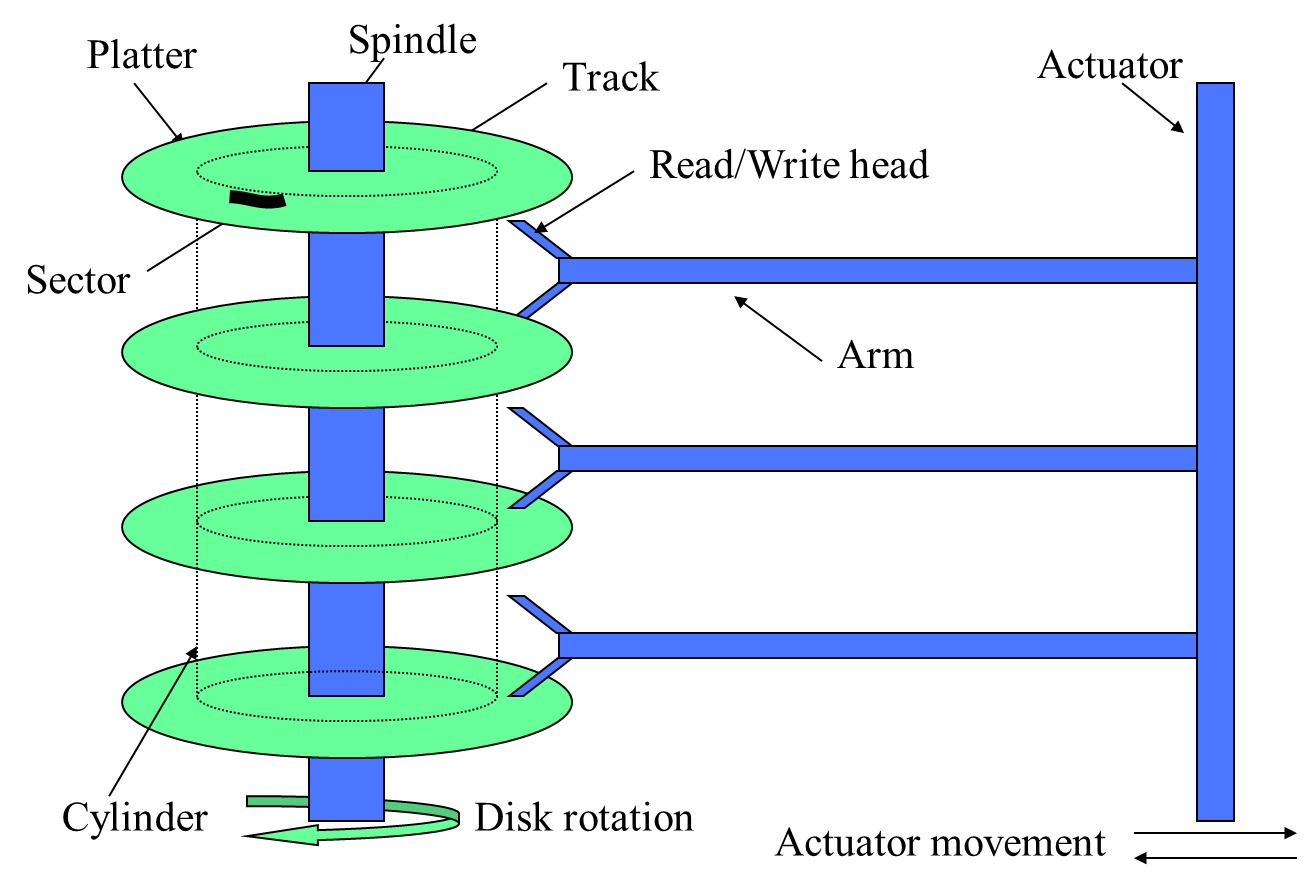 Spindle
Platter
Track
Actuator
Read/Write head
Sector
Arm
Cylinder
Disk rotation
Actuator movement